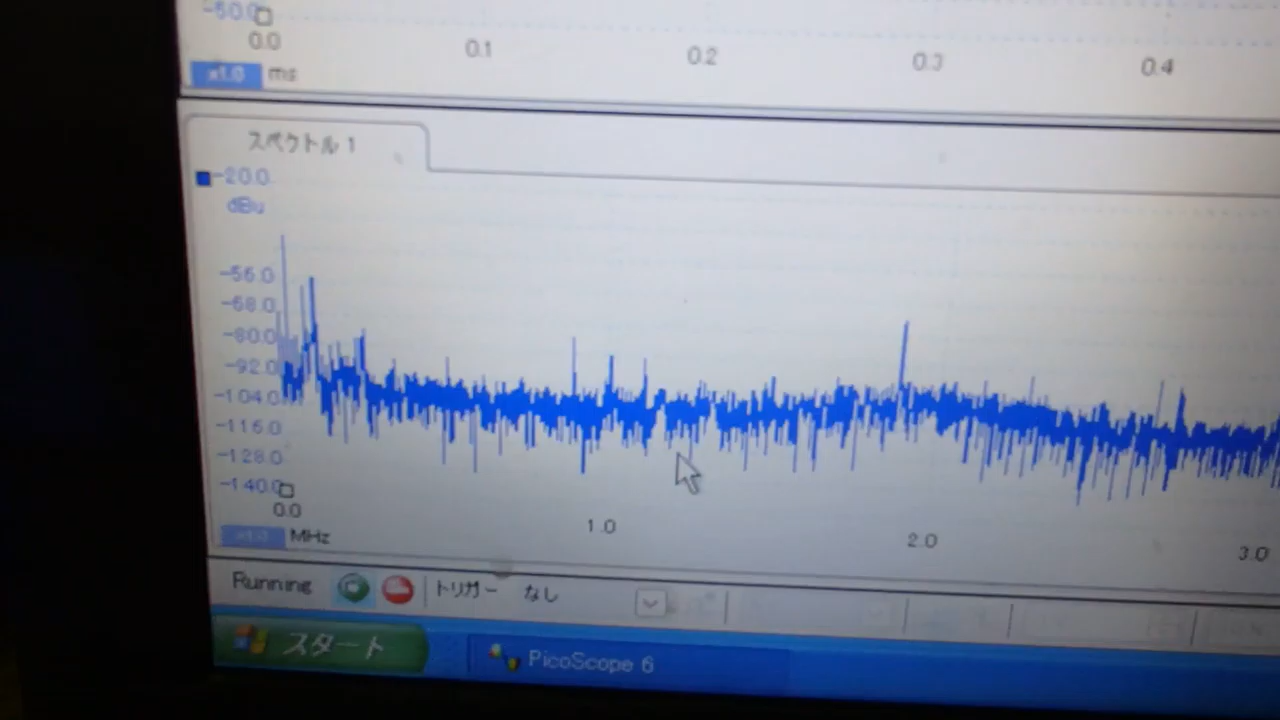 0.0 0.1 0.2 0.3 0.4
x1.0 ms
スペクトル 1
-20.0
dBu
-56.0
-68.0
-80.0
-92.0
-104.0
-116.0
-128.0
-140.0
0.0 1.0 2.0 3.0
x1.0 MHz
Running トリガー なし
スタート PicoScope 6